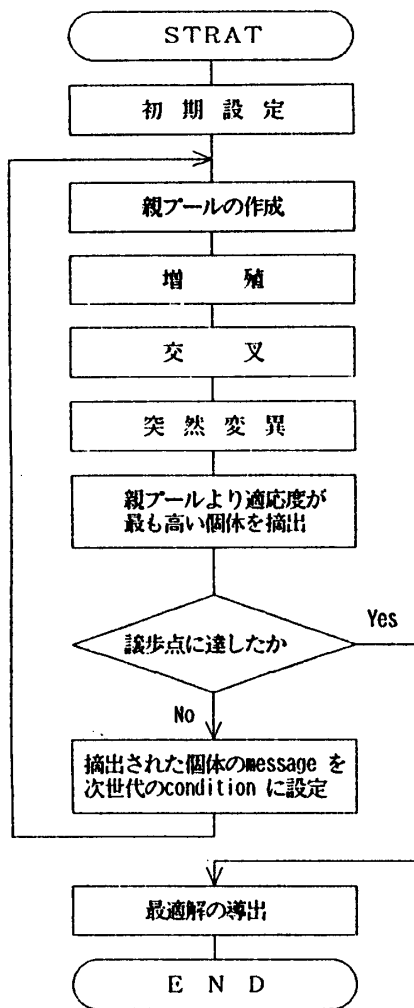 STRAT
初期設定
親プールの作成
増殖
交叉
突然変異
親プールより適応度が
最も高い個体を摘出
譲歩点に達したか
Yes
No
摘出された個体のmessage を
次世代のcondition に設定
最適解の導出
END